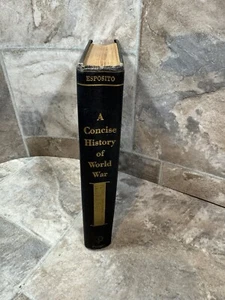 ESPOSITO
A
Concise
History
of
World
War